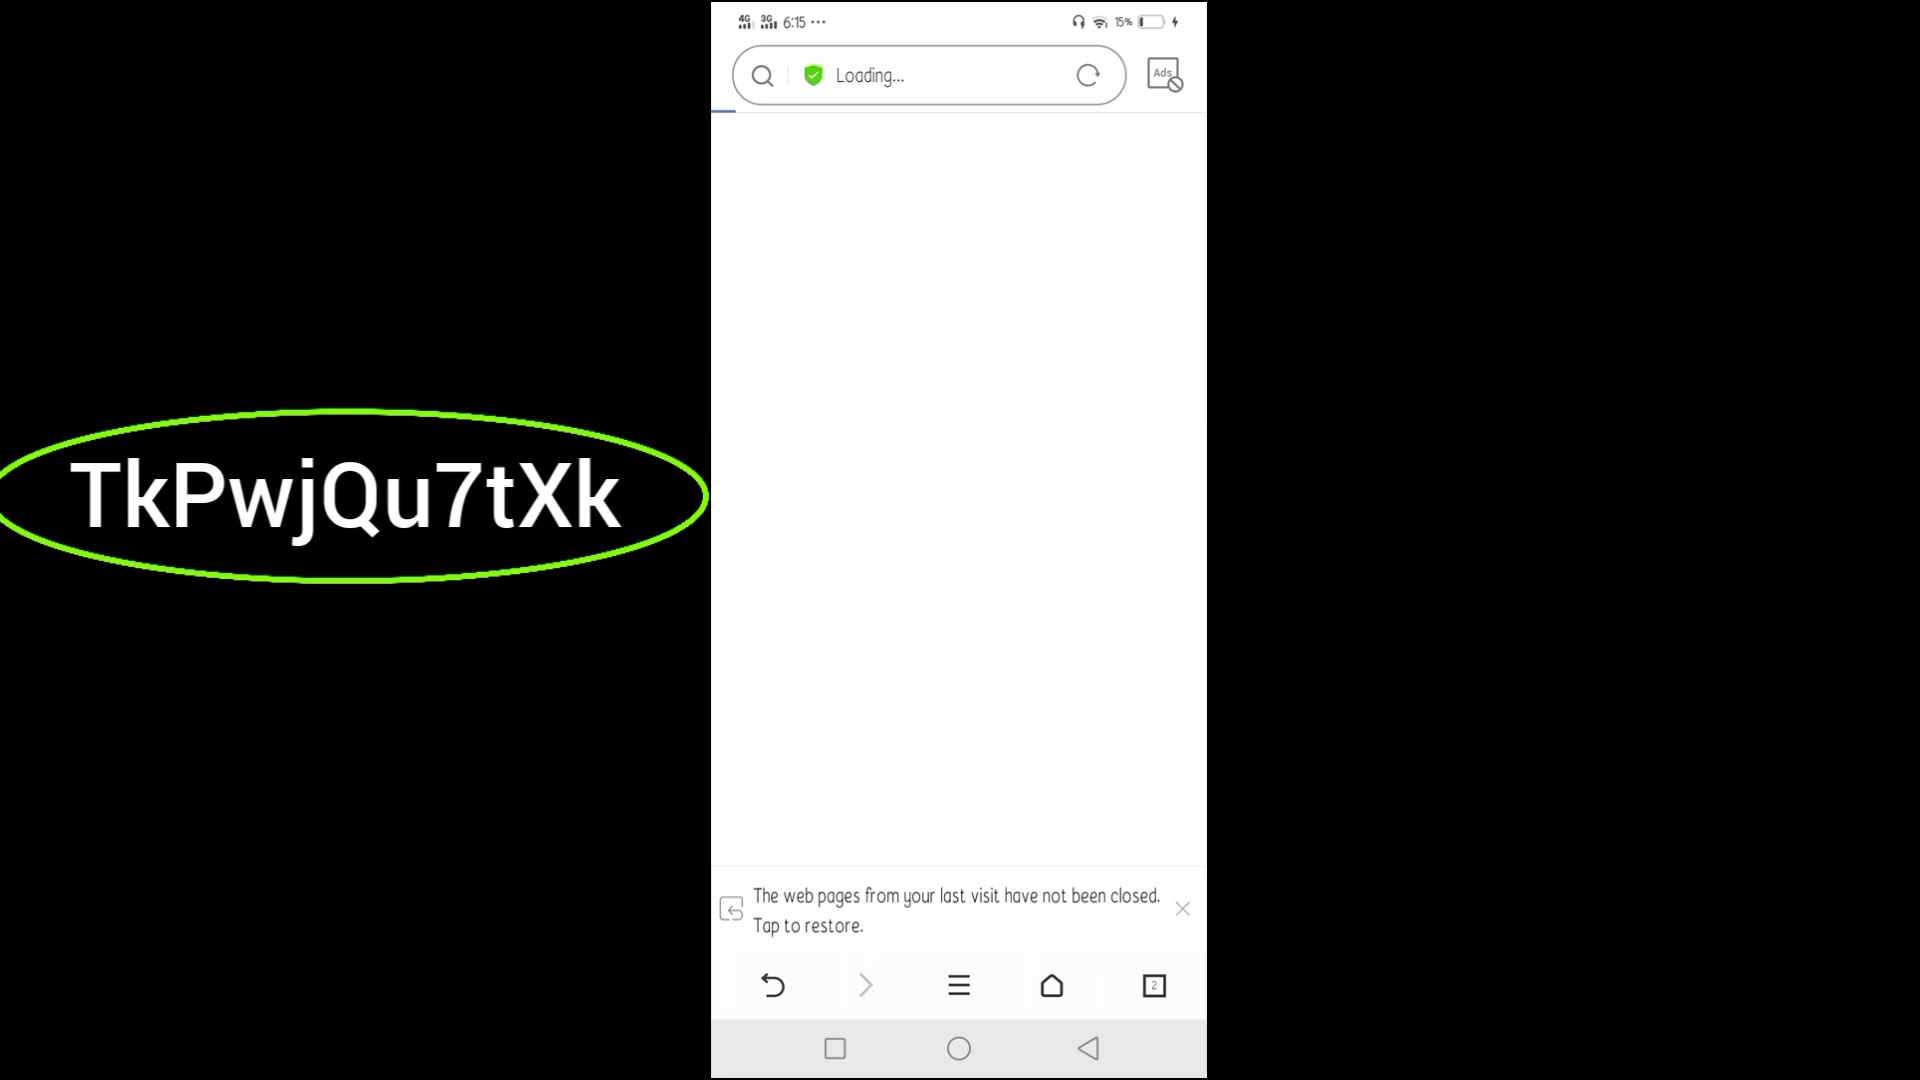 4G 3G 6:15 ... 15%
Loading...
Ads
TkPwjQu7tXk
The web pages from your last visit have not been closed.
Tap to restore.
2